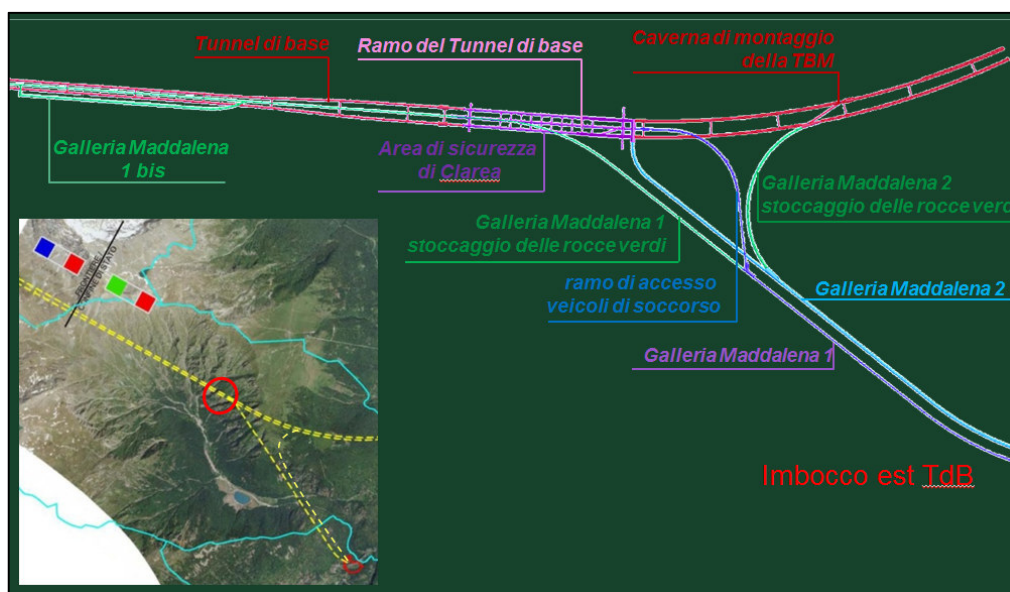 Tunnel di base
Ramo del Tunnel di base
Caverna di montaggio
della TBM
Galleria Maddalena
1 bis
Area di sicurezza
di Clarea
Galleria Maddalena 2
stoccaggio delle rocce verd
Galleria Maddalena 1
stoccaggio delle rocce verdi
ramo di accesso
veicoli di soccorso
Galleria Maddalena 2
Galleria Maddalena 1
Imbocco est TdB